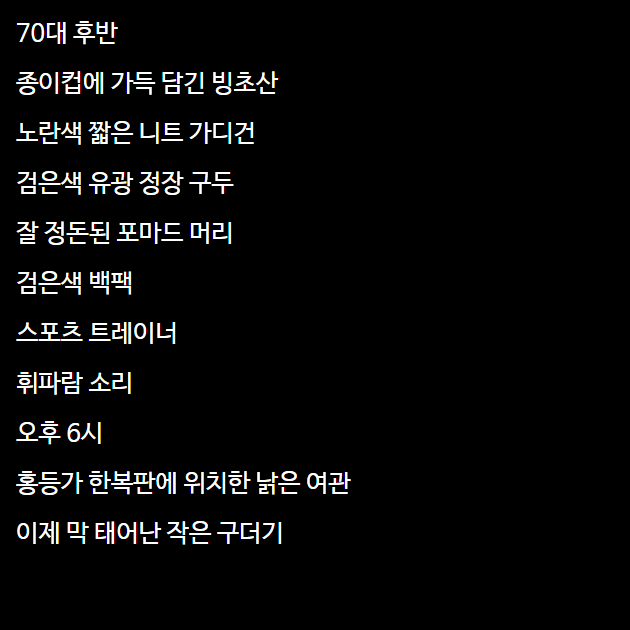 70대 후반
종이컵에 가득 담긴 빙초산
노란색 짧은 니트 가디건
검은색 유광 정장 구두
잘 정돈된 포마드 머리
검은색 백팩
스포츠 트레이너
휘파람 소리
오후 6시
홍등가 한복판에 위치한 낡은 여관
이제 막 태어난 작은 구더기